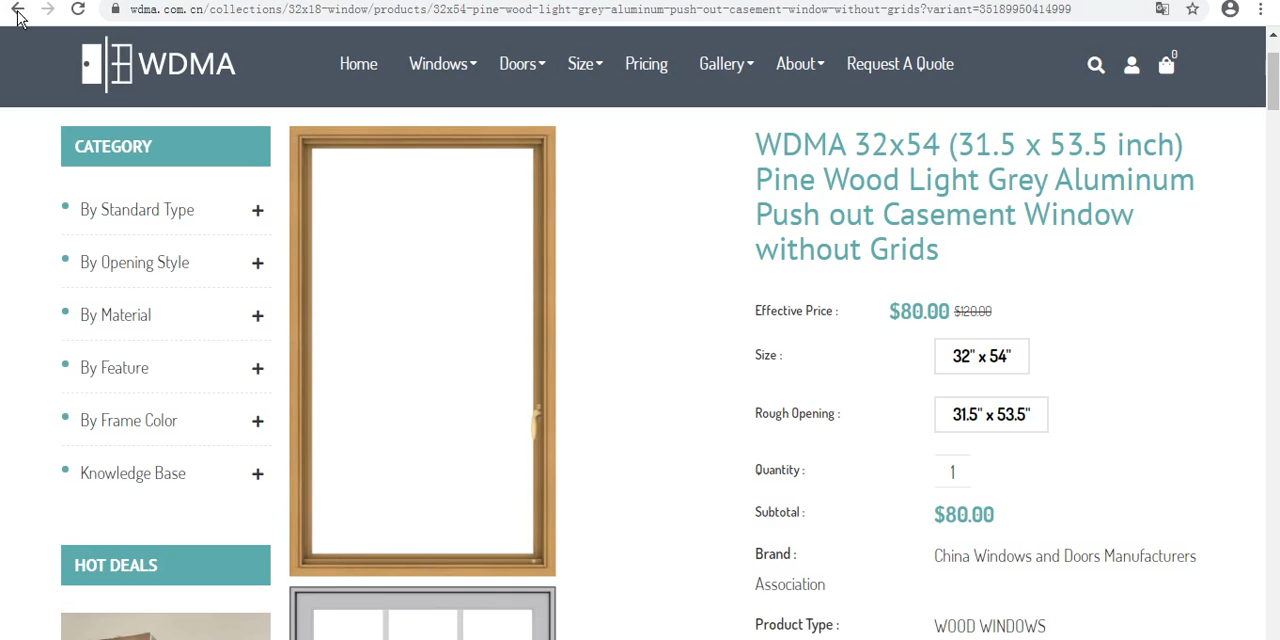 wdma.com.cn/collections/32x18-window/products/32x54-pine-wood-light-grey-aluminum-push-out-casement-window-without-grids?variant=35189950414999
WDMA
Home Windows Doors Size Pricing Gallery About Request A Quote
0
CATEGORY
By Standard Type +
By Opening Style +
By Material +
By Feature +
By Frame Color +
Knowledge Base +
HOT DEALS
WDMA 32x54 (31.5 x 53.5 inch)
Pine Wood Light Grey Aluminum
Push out Casement Window
without Grids
Effective Price : $80.00 $120.00
Size : 32" x 54"
Rough Opening : 31.5" x 53.5"
Quantity : 1
Subtotal : $80.00
Brand : China Windows and Doors Manufacturers
Association
Product Type : WOOD WINDOWS